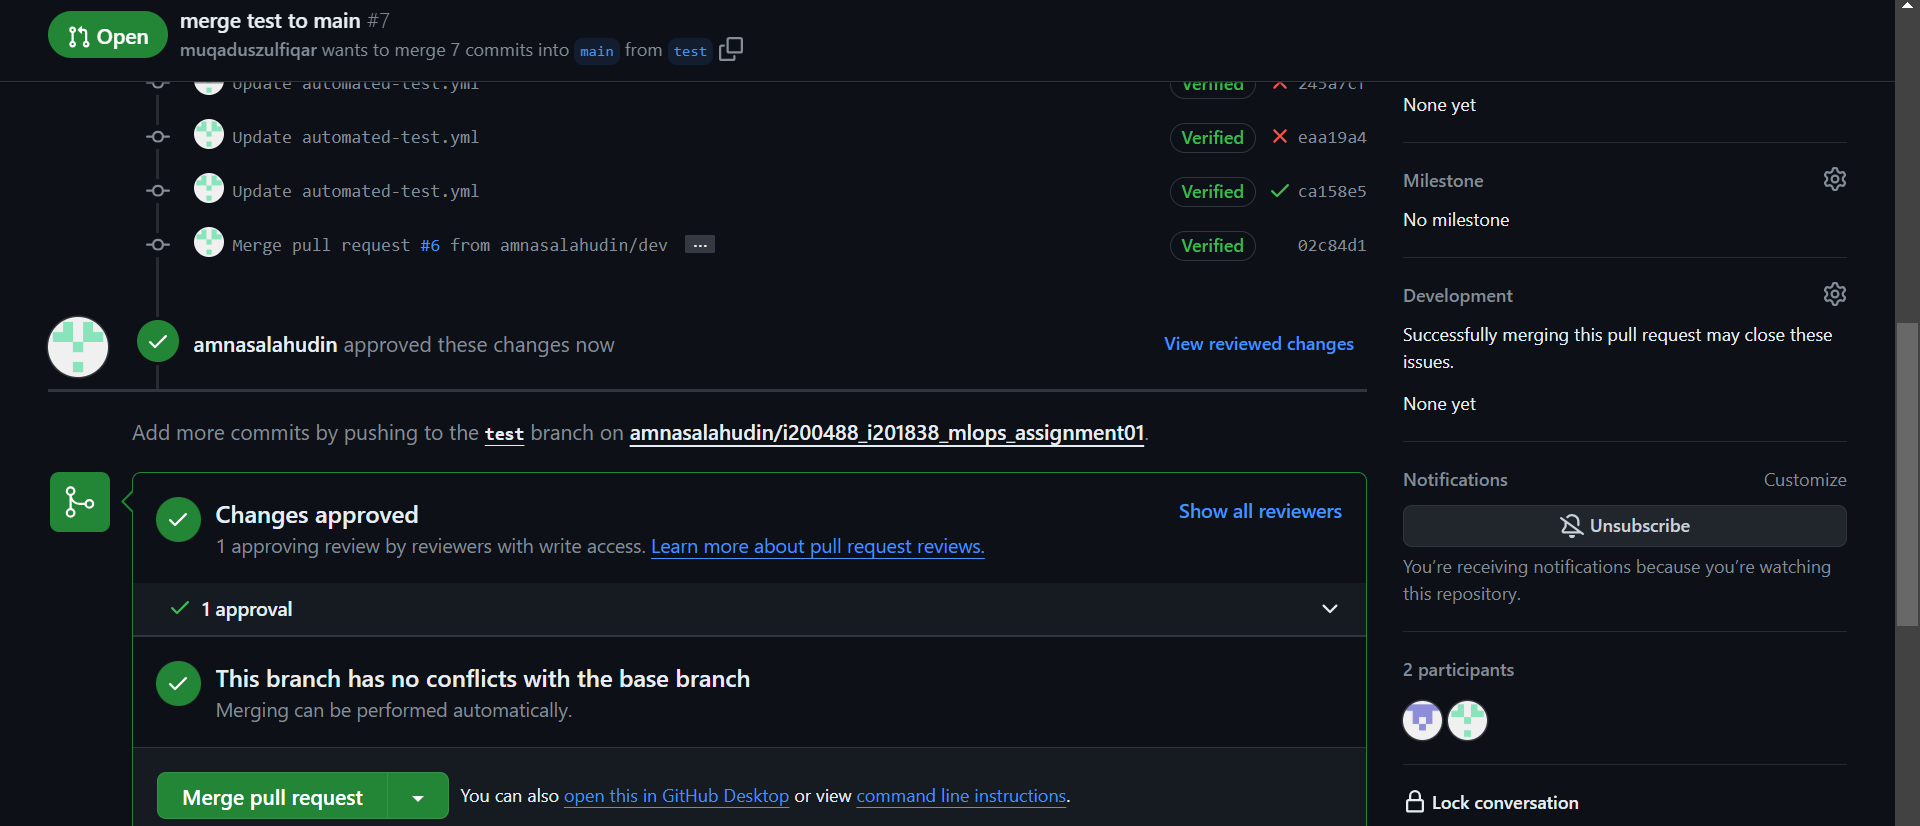 Open
merge test to main #7
muqaduszulfiqar wants to merge 7 commits into main from test
Update automated-test.yml Verified 245a7cf
Update automated-test.yml Verified eaa19a4
Update automated-test.yml Verified ca158e5
Merge pull request #6 from amnasalahudin/dev ... Verified 02c84d1
amnasalahudin approved these changes now View reviewed changes
Add more commits by pushing to the test branch on amnasalahudin/i200488_i201838_mlops_assignment01.
Changes approved Show all reviewers
1 approving review by reviewers with write access. Learn more about pull request reviews.
1 approval
This branch has no conflicts with the base branch
Merging can be performed automatically.
Merge pull request You can also open this in GitHub Desktop or view command line instructions.
None yet
Milestone
No milestone
Development
Successfully merging this pull request may close these
issues.
None yet
Notifications Customize
Unsubscribe
You’re receiving notifications because you’re watching
this repository.
2 participants
Lock conversation